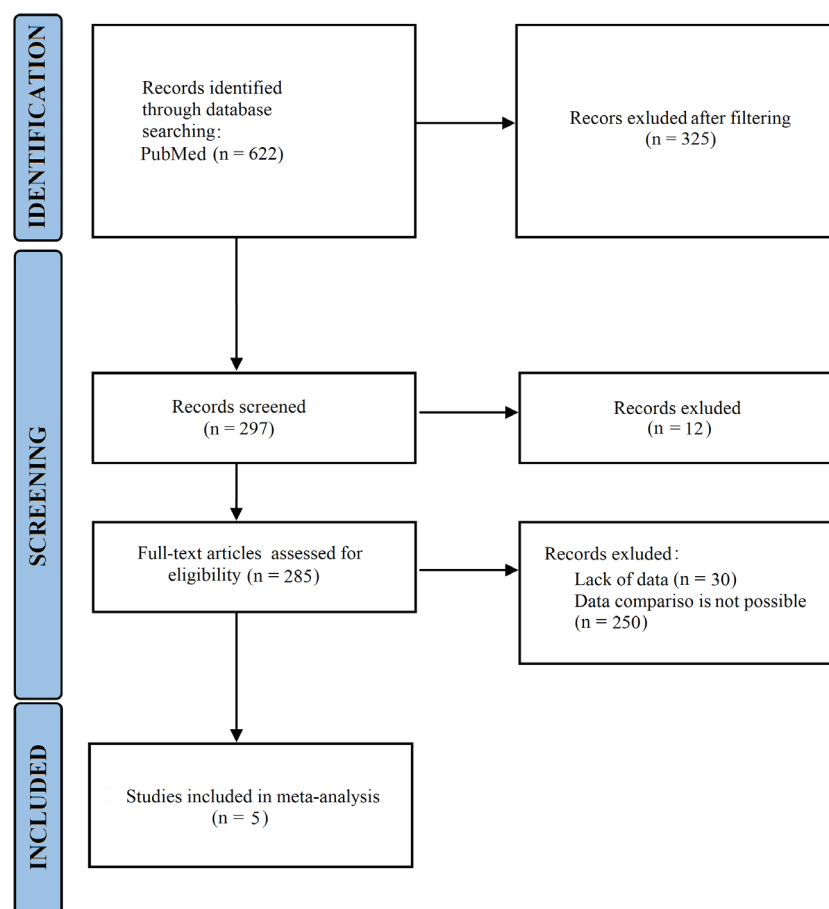 IDENTIFICATION
Records identified
through database
searching:
PubMed (n = 622)
Recors exluded after filtering
(n = 325)
SCREENING
Records screened
(n = 297)
Records exluded
(n = 12)
Full-text articles assessed for
eligibility (n = 285)
Records exluded:
Lack of data (n = 30)
Data compariso is not possible
(n = 250)
INCLUDED
Studies included in meta-analysis
(n = 5)